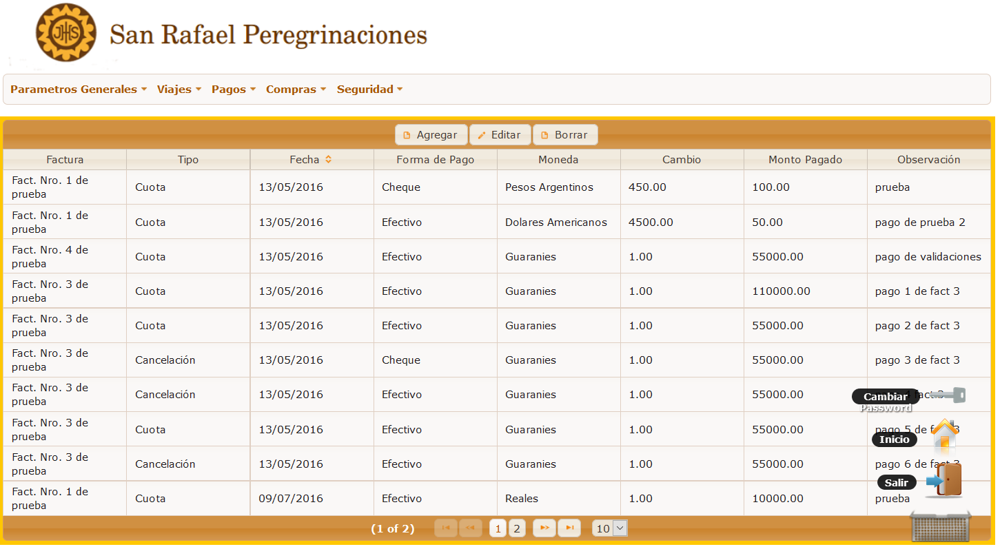 JHS
San Rafael Peregrinaciones
Parametros Generales Viajes Pagos Compras Seguridad
Agregar Editar Borrar
Factura Tipo Fecha Forma de Pago Moneda Cambio Monto Pagado Observación
Fact. Nro. 1 de
prueba Cuota 13/05/2016 Cheque Pesos Argentinos 450.00 100.00 prueba
Fact. Nro. 1 de
prueba Cuota 13/05/2016 Efectivo Dolares Americanos 4500.00 50.00 pago de prueba 2
Fact. Nro. 4 de
prueba Cuota 13/05/2016 Efectivo Guaranies 1.00 55000.00 pago de validaciones
Fact. Nro. 3 de
prueba Cuota 13/05/2016 Efectivo Guaranies 1.00 110000.00 pago 1 de fact 3
Fact. Nro. 3 de
prueba Cuota 13/05/2016 Efectivo Guaranies 1.00 55000.00 pago 2 de fact 3
Fact. Nro. 3 de
prueba Cancelación 13/05/2016 Cheque Guaranies 1.00 55000.00 pago 3 de fact 3
Fact. Nro. 3 de
prueba Cancelación 13/05/2016 Efectivo Guaranies 1.00 55000.00 fact 3
Cambiar
Password
Fact. Nro. 3 de
prueba Cuota 13/05/2016 Efectivo Guaranies 1.00 55000.00 pago 5 de 3
Inicio
Fact. Nro. 3 de
prueba Cancelación 13/05/2016 Efectivo Guaranies 1.00 55000.00 pago 6 de fact 3
Salir
Fact. Nro. 1 de
prueba Cuota 09/07/2016 Efectivo Reales 1.00 10000.00 prueba
(1 of 2) 1 2 10